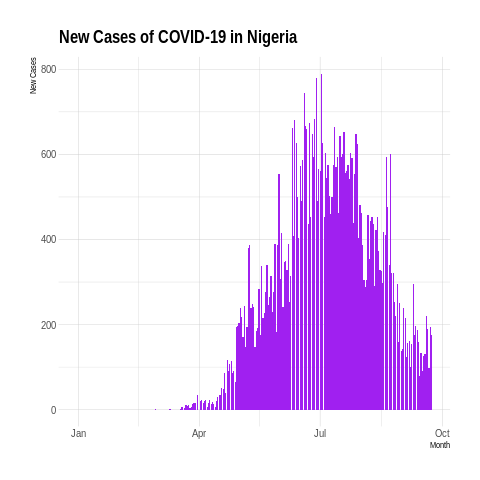 New Cases of COVID-19 in Nigeria
New Cases
800
600
400
200
0
Jan Apr Jul Oct
Month